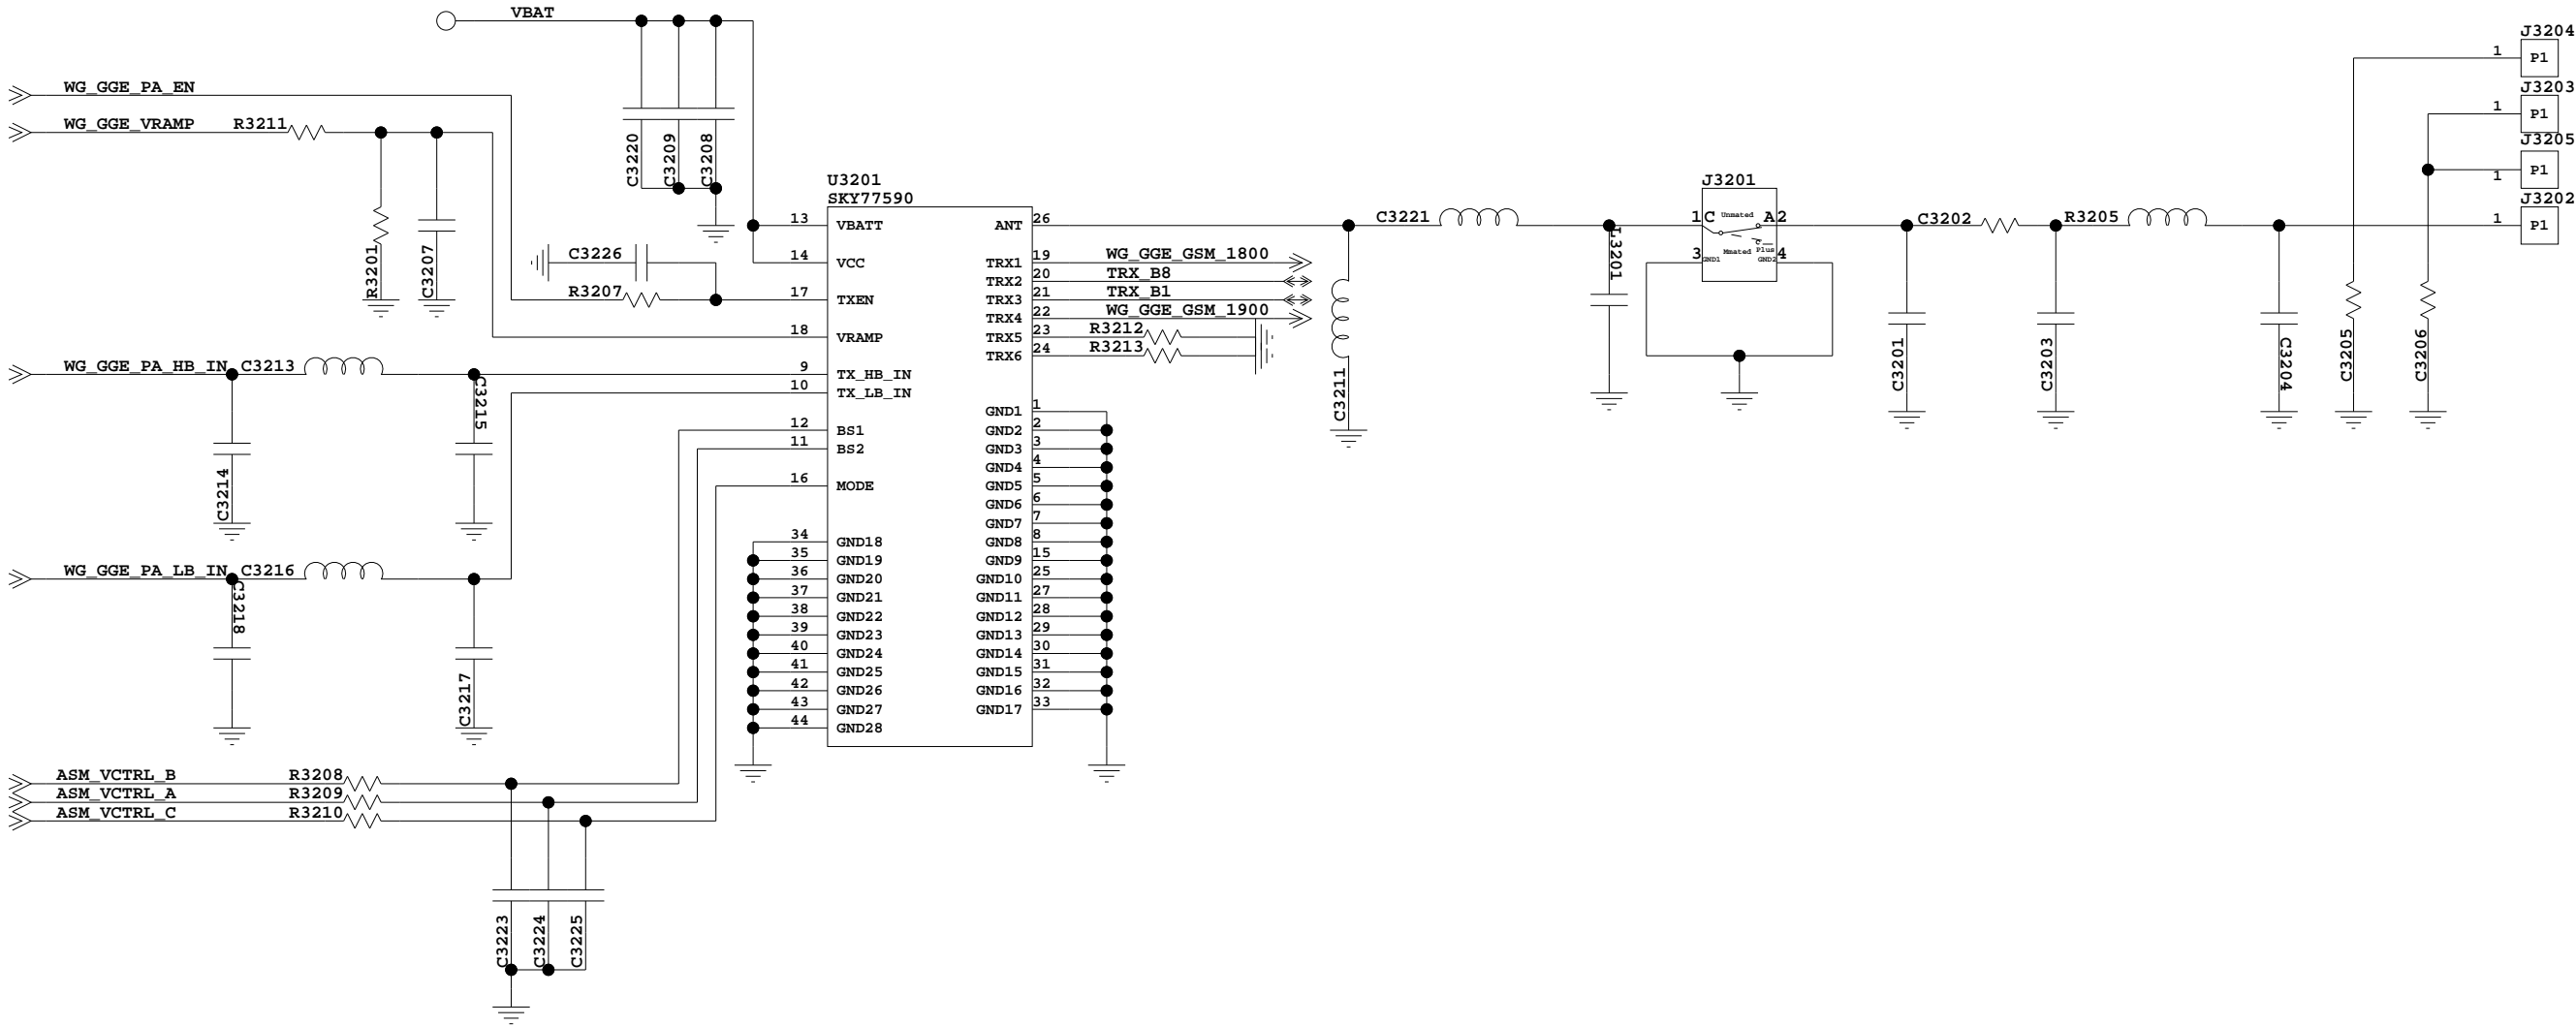 VBAT
WG_GGE_PA_EN
WG_GGE_VRAMP R3211
R3201
C3207
C3220
C3209
C3208
C3226
R3207
WG_GGE_PA_HB_IN C3213
C3214
C3215
WG_GGE_PA_LB_IN C3216
C3218
C3217
ASM_VCTRL_B R3208
ASM_VCTRL_A R3209
ASM_VCTRL_C R3210
C3223
C3224
C3225
U3201
SKY77590
13 VBATT
14 VCC
17 TXEN
18 VRAMP
9 TX_HB_IN
10 TX_LB_IN
12 BS1
11 BS2
16 MODE
34 GND18
35 GND19
36 GND20
37 GND21
38 GND22
39 GND23
40 GND24
41 GND25
42 GND26
43 GND27
44 GND28
ANT 26
TRX1 19 WG_GGE_GSM_1800
TRX2 20 TRX_B8
TRX3 21 TRX_B1
TRX4 22 WG_GGE_GSM_1900
TRX5 23 R3212
TRX6 24 R3213
GND1 1
GND2 2
GND3 3
GND4 4
GND5 5
GND6 6
GND7 7
GND8 8
GND9 15
GND10 25
GND11 27
GND12 28
GND13 29
GND14 30
GND15 31
GND16 32
GND17 33
C3211
C3221
L3201
J3201
1 C Unmated A 2
C
Plus
Mmated
3 GND1 GND2 4
C3202
C3201
R3205
C3203
C3204
C3205
C3206
J3204
1 P1
J3203
1 P1
J3205
1 P1
J3202
1 P1